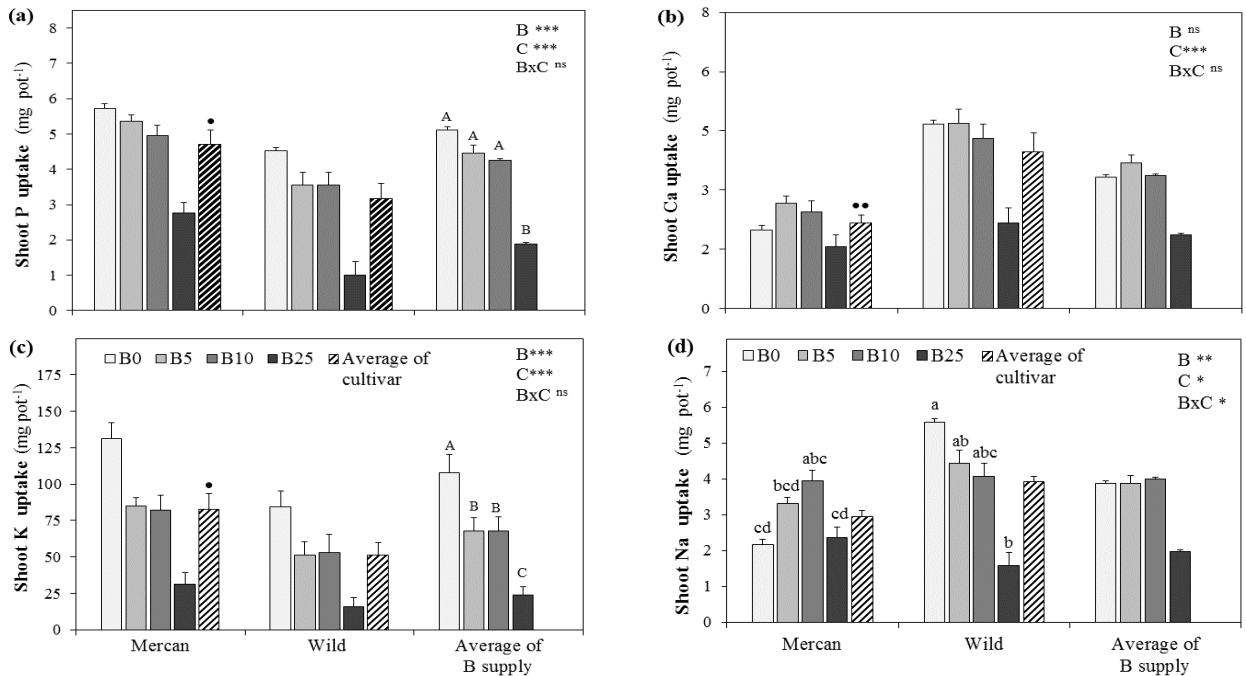 (a)
Shoot P uptake (mg pot-1)
8
7
6
5
4
3
2
1
0
B ***
C ***
BxC ns
•
A
A
A
B
(b)
Shoot Ca uptake (mg pot-1)
8
6
5
3
2
0
B ns
C***
BxC ns
••
(c)
Shoot K uptake (mg pot-1)
175
150
125
100
75
50
25
0
B0 B5 B10 B25 Average of
cultivar
B***
C***
BxC ns
•
A
B
B
C
Mercan Wild Average of
B supply
(d)
Shoot Na uptake (mg pot-1)
7
6
5
4
3
2
1
0
B0 B5 B10 B25 Average of
cultivar
B **
C *
BxC *
cd
bcd
abc
cd
a
ab
abc
b
Mercan Wild Average of
B supply